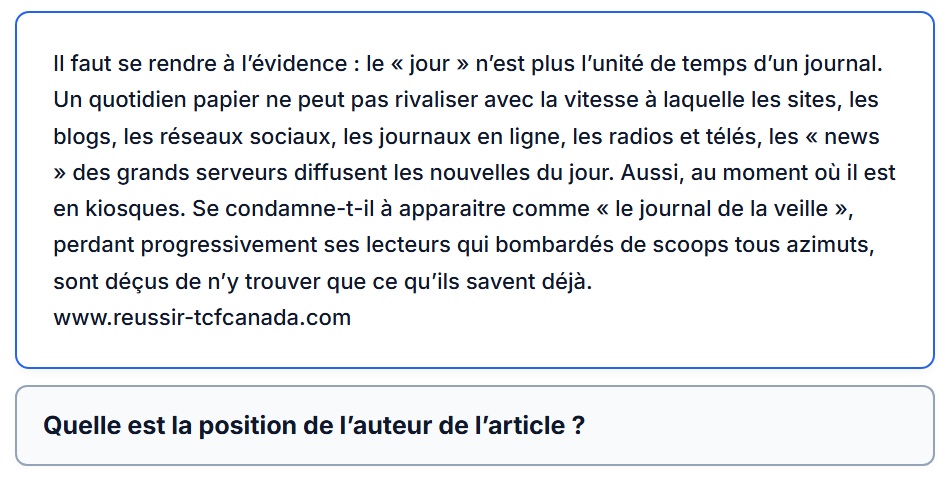 Il faut se rendre à l’évidence : le « jour » n’est plus l’unité de temps d’un journal.
Un quotidien papier ne peut pas rivaliser avec la vitesse à laquelle les sites, les
blogs, les réseaux sociaux, les journaux en ligne, les radios et télés, les « news
» des grands serveurs diffusent les nouvelles du jour. Aussi, au moment où il est
en kiosques. Se condamne-t-il à apparaitre comme « le journal de la veille »,
perdant progressivement ses lecteurs qui bombardés de scoops tous azimuts,
sont déçus de n’y trouver que ce qu’ils savent déjà.
www.reussir-tcfcanada.com
Quelle est la position de l’auteur de l’article ?